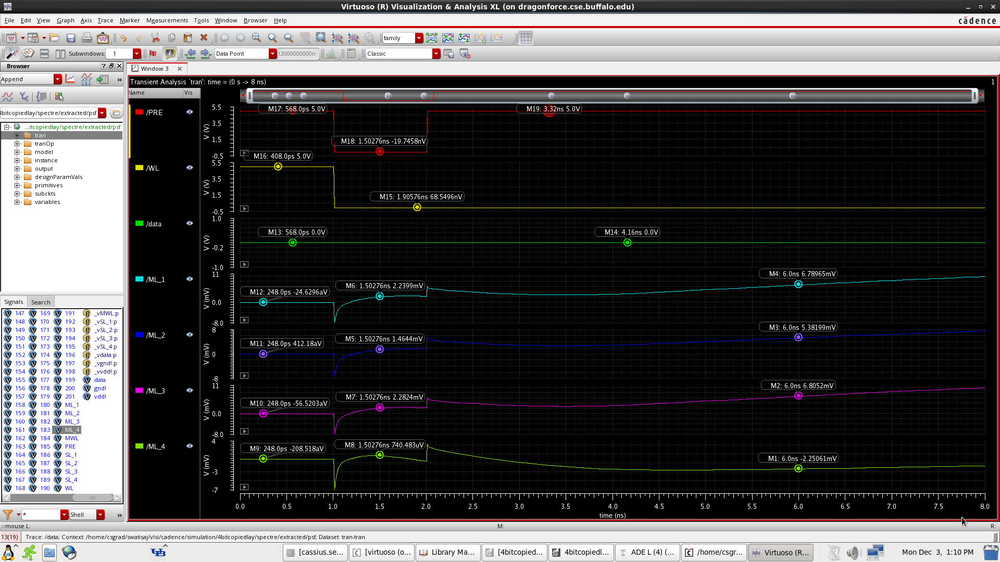 Virtuoso (R) Visualization & Analysis XL (on dragonforce.cse.buffalo.edu)
File Edit View Graph Axis Trace Marker Measurements Tools Window Browser Help
cādence
family
Subwindows: 1
Data Point
32000000000n
Classic
Browser
Window 3
Append
Transient Analysis `tran': time = (0 s -> 8 ns)
1
Name Vis
4bitcopiedlay/spectre/extracted/psf
...itcopiedlay/spectre/extracted/psf
tran
tranOp
model
instance
output
designParamVals
primitives
subckts
variables
/PRE
V (V)
5.5
3.5
1.5
-0.5
M17: 568.0ps 5.0V
M19: 3.32ns 5.0V
M18: 1.50276ns -19.7458nV
/WL
V (V)
5.5
3.5
1.5
-0.5
M16: 408.0ps 5.0V
M15: 1.90576ns 68.5496nV
/data
V (V)
1.0
-0.2
-1.0
M13: 568.0ps 0.0V
M14: 4.16ns 0.0V
/ML_1
V (mV)
11
0.0
-8.0
M12: 248.0ps -24.6296aV
M6: 1.50276ns 2.2399mV
M4: 6.0ns 6.78965mV
/ML_2
V (mV)
8
0
-8
M11: 248.0ps 412.18aV
M5: 1.50276ns 1.4644mV
M3: 6.0ns 5.38199mV
/ML_3
V (mV)
11
0.0
-8.0
M10: 248.0ps -56.5203aV
M7: 1.50276ns 2.2824mV
M2: 6.0ns 6.8052mV
/ML_4
V (mV)
4
-3
-7
M9: 248.0ps -208.518aV
M8: 1.50276ns 740.483uV
M1: 6.0ns -2.25061mV
0.0 0.5 1.0 1.5 2.0 2.5 3.0 3.5 4.0 4.5 5.0 5.5 6.0 6.5 7.0 7.5 8.0
time (ns)
Signals Search
147 169 191 _vMWL:p
148 170 192 _vSL_1:p
149 171 193 _vSL_2:p
150 172 194 _vSL_3:p
151 173 195 _vSL_4:p
152 174 196 _vdata:p
153 175 197 _vgnd!:p
154 176 198 _vvdd!:p
155 177 199 data
156 178 200 gnd!
157 179 201 vdd!
158 180 ML_1
159 181 ML_2
160 182 ML_3
161 183 ML_4
162 184 MWL
163 185 PRE
164 186 SL_1
165 187 SL_2
166 188 SL_3
167 189 SL_4
168 190 WL
* Shell
mouse L: M: R:
13(19) Trace: /data; Context: /home/csgrad/swatisaj/vlsi/cadence/simulation/4bitcopiedlay/spectre/extracted/psf; Dataset: tran-tran
[cassius.se... [virtuoso (o... Library Ma... [4bitcopied... 4bitcopiedl... ADE L (4) (... /home/csgr... Virtuoso (R... Mon Dec 3, 1:10 PM